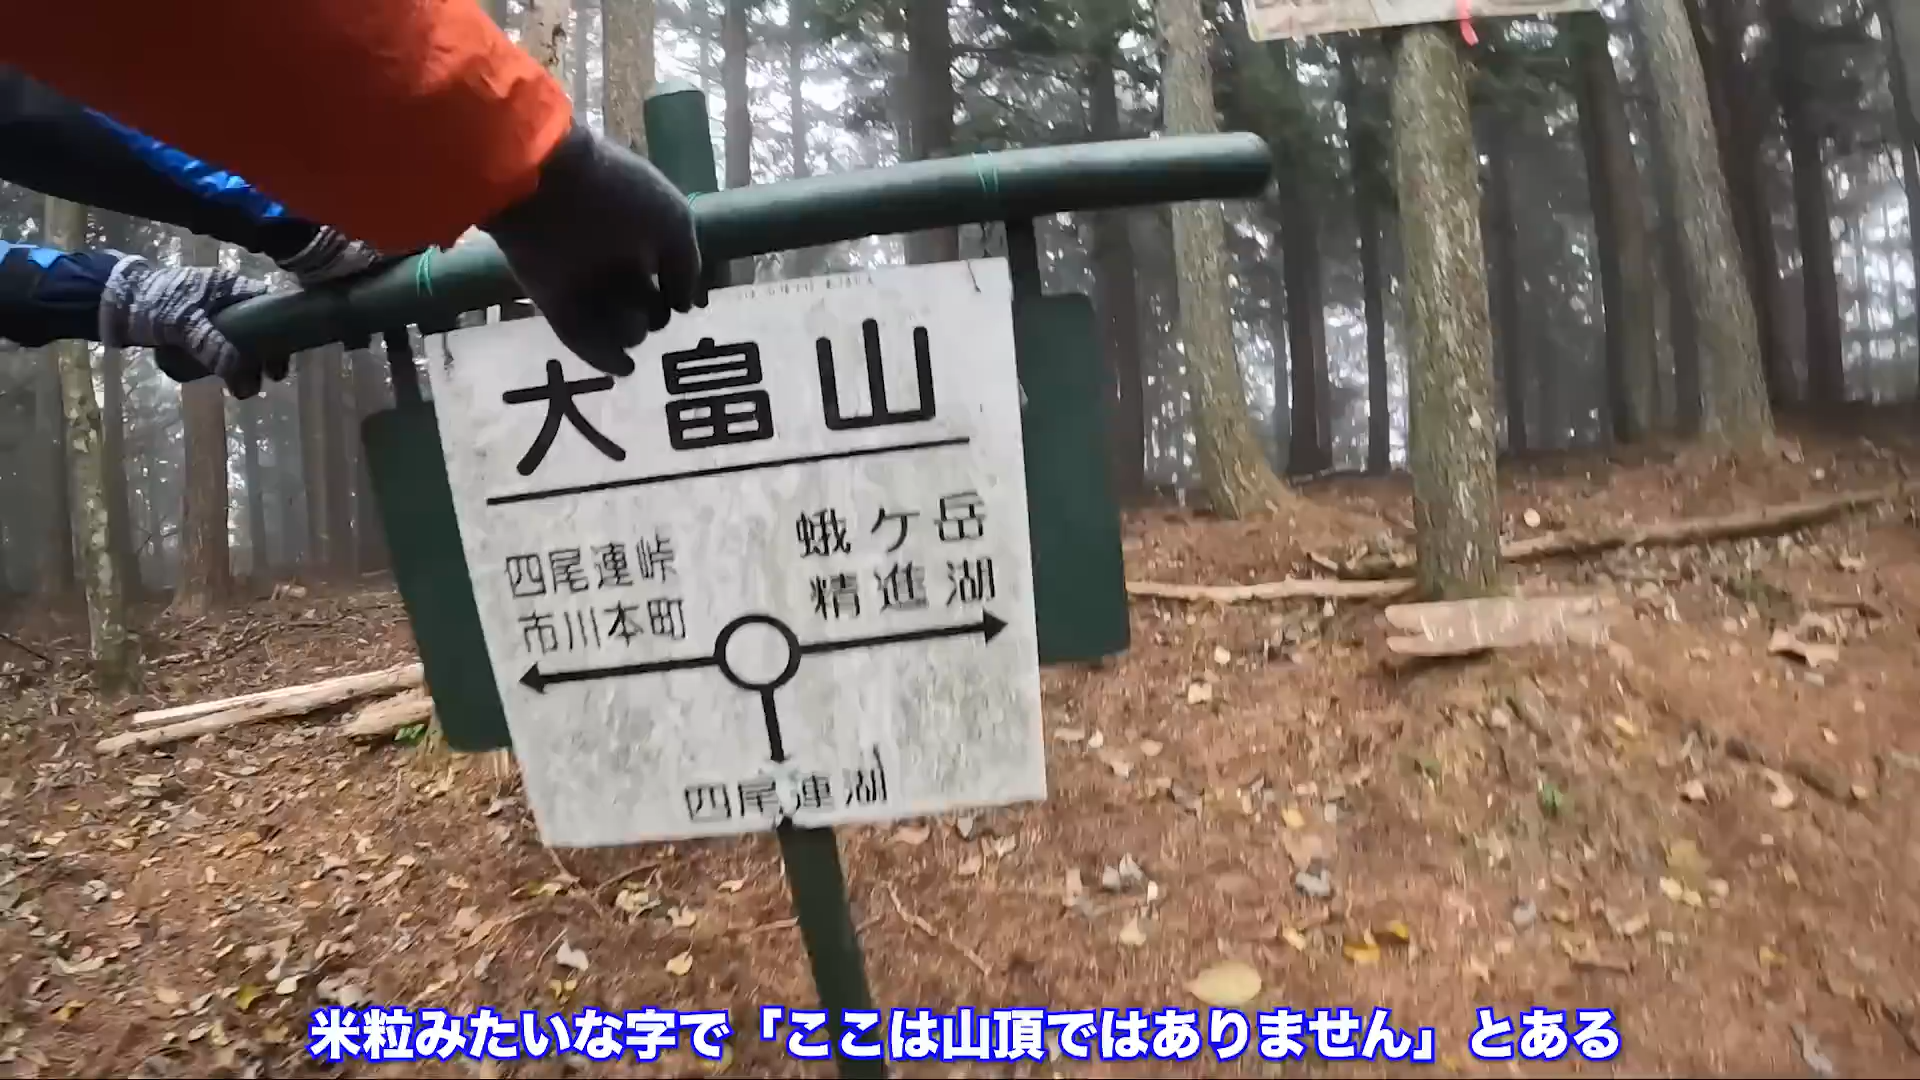 大畠山
蛾ケ岳
精進湖
四尾連峠
市川本町
四尾連湖
米粒みたいな字で「ここは山頂ではありません」とある